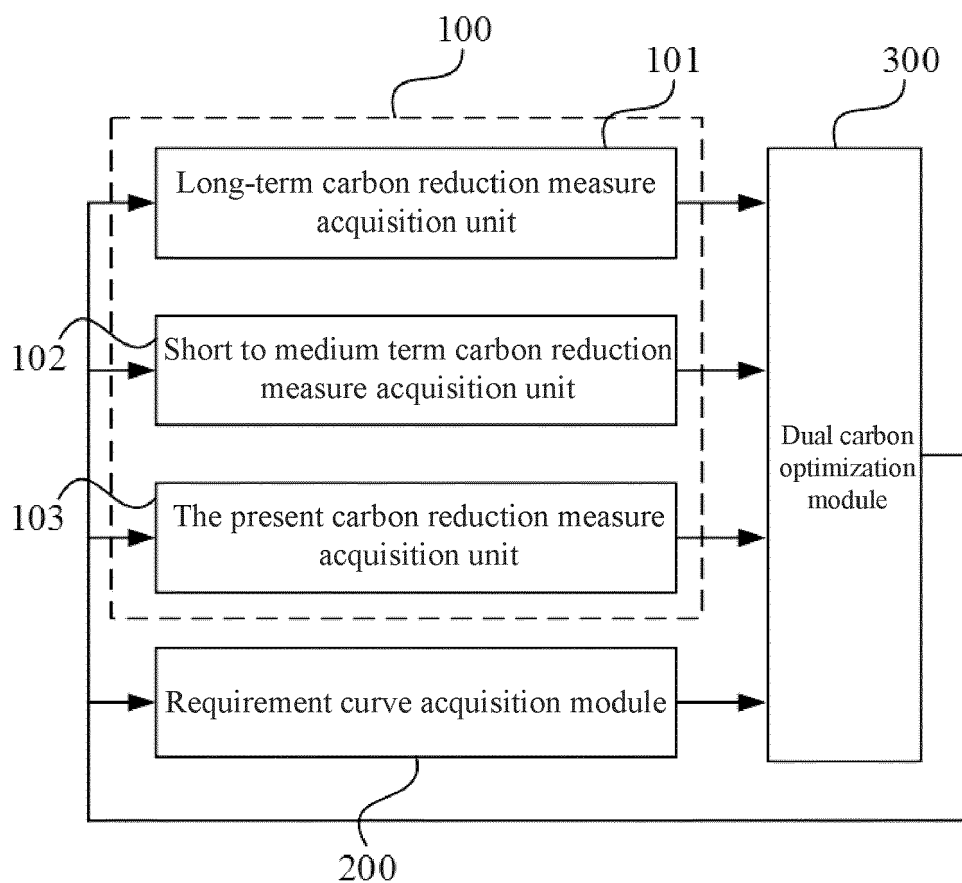 100
101
300
Long-term carbon reduction measure
acquisition unit
102
Short to medium term carbon reduction
measure acquisition unit
Dual carbon
optimization
module
103
The present carbon reduction measure
acquisition unit
Requirement curve acquisition module
200